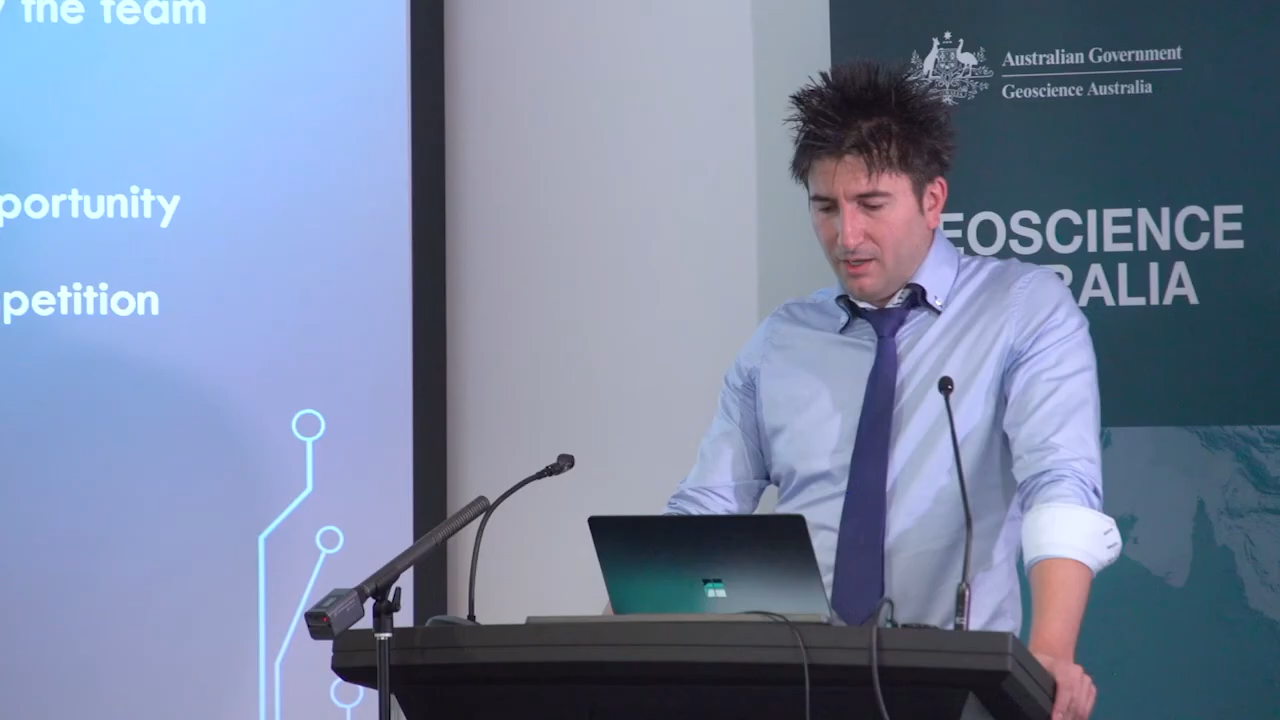 the team
portunity
petition
Australian Government
Geoscience Australia
EOSCIENCE
RALIA